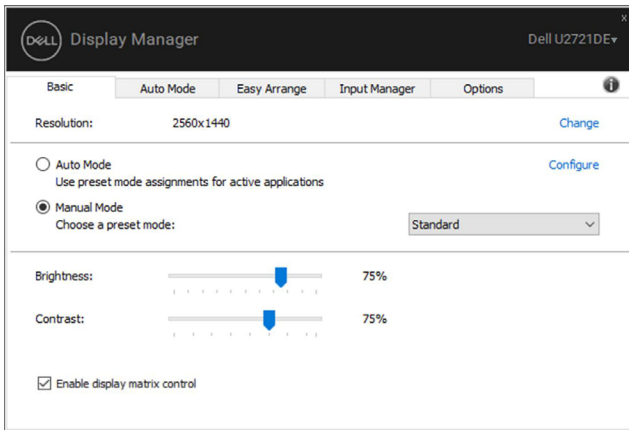 DELL Display Manager
x
Dell U2721DE▾
Basic Auto Mode Easy Arrange Input Manager Options i
Resolution: 2560x1440 Change
Auto Mode Configure
Use preset mode assignments for active applications
Manual Mode
Choose a preset mode: Standard
Brightness: 75%
Contrast: 75%
Enable display matrix control